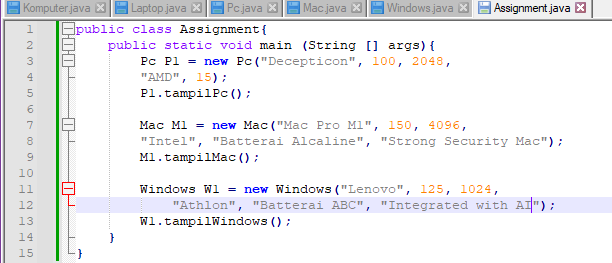 Komputer.java Laptop.java Pc.java Mac.java Windows.java Assignment.java
1 public class Assignment{
2 public static void main (String [] args){
3 Pc P1 = new Pc("Decepticon", 100, 2048,
4 "AMD", 15);
5 P1.tampilPc();
6
7 Mac M1 = new Mac("Mac Pro M1", 150, 4096,
8 "Intel", "Batterai Alcaline", "Strong Security Mac");
9 M1.tampilMac();
10
11 Windows W1 = new Windows("Lenovo", 125, 1024,
12 "Athlon", "Batterai ABC", "Integrated with AI");
13 W1.tampilWindows();
14 }
15 }